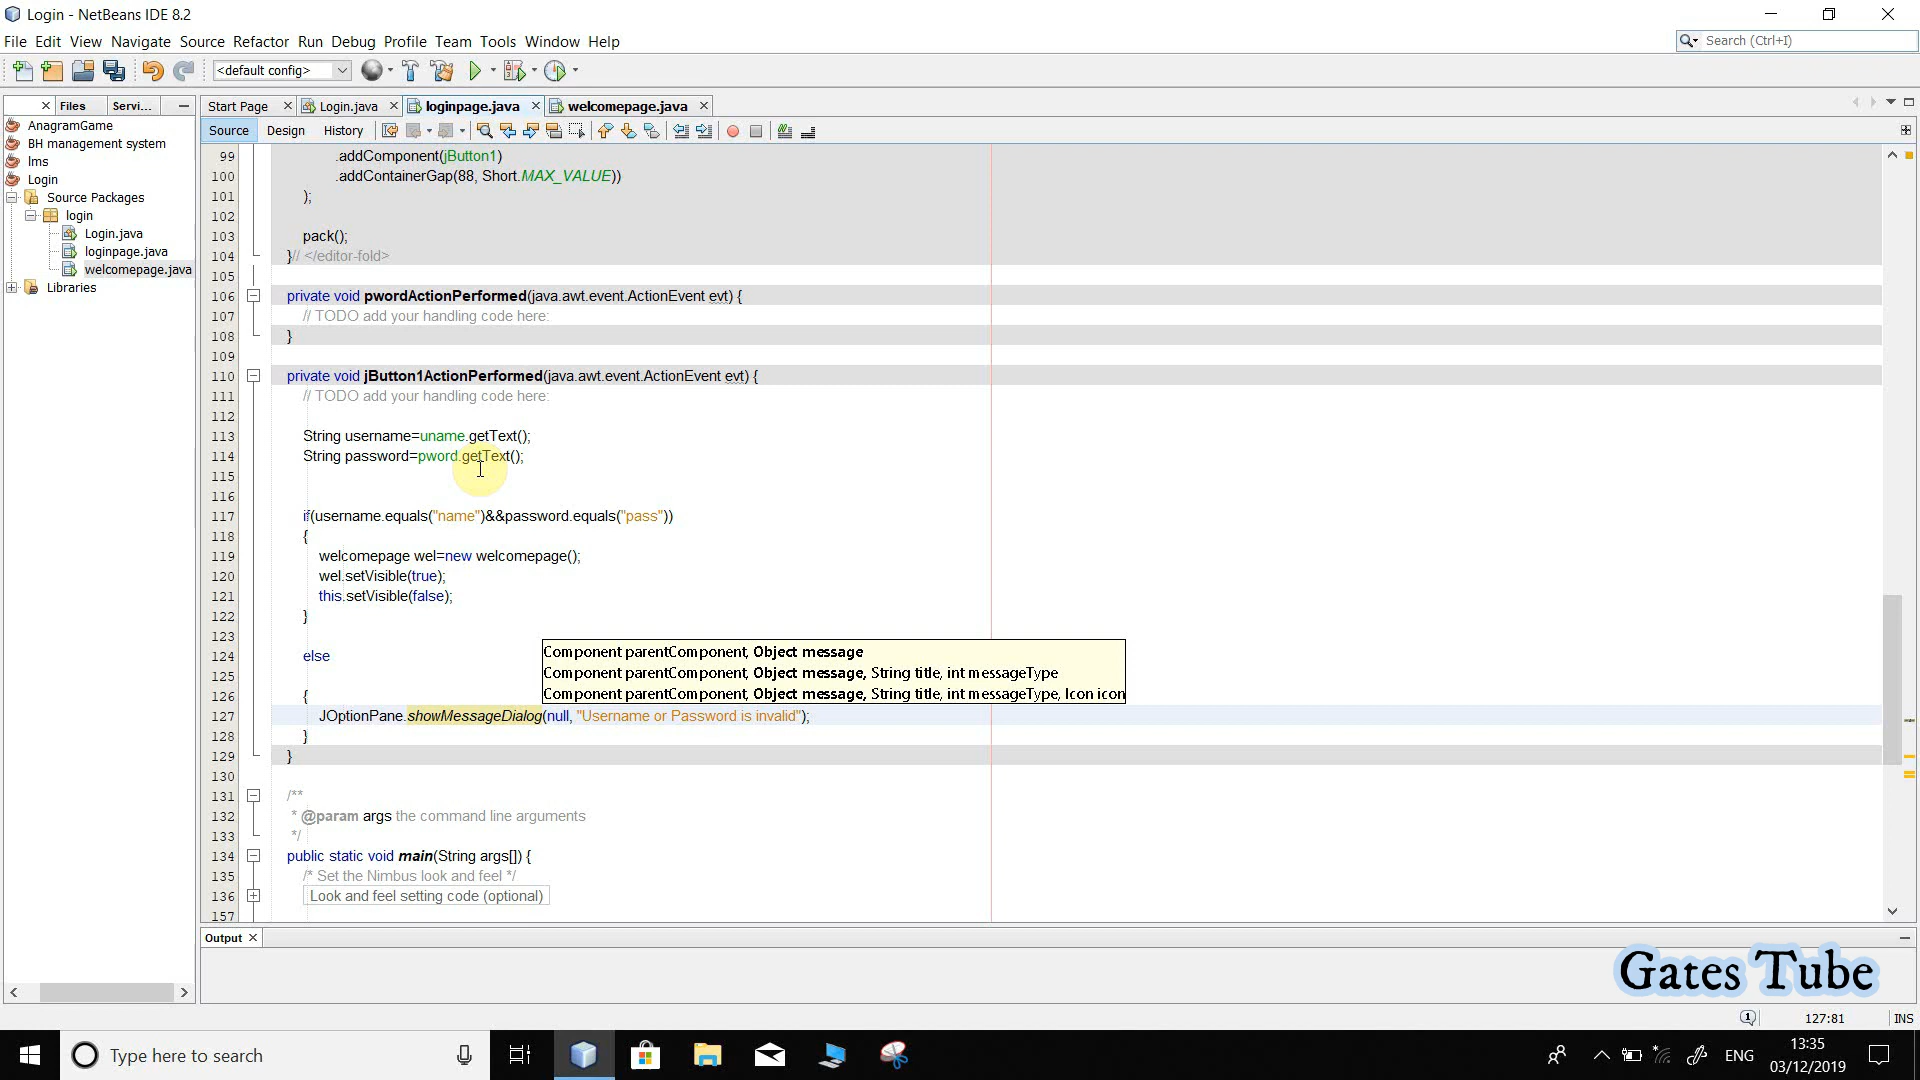 Login - NetBeans IDE 8.2
File Edit View Navigate Source Refactor Run Debug Profile Team Tools Window Help
Search (Ctrl+I)
<default config>
Files Servi...
Start Page Login.java loginpage.java welcomepage.java
Source Design History
AnagramGame
BH management system
lms
Login
Source Packages
login
Login.java
loginpage.java
welcomepage.java
Libraries
99 .addComponent(jButton1)
100 .addContainerGap(88, Short.MAX_VALUE))
101 );
102
103 pack();
104 }// </editor-fold>
105
106 private void pwordActionPerformed(java.awt.event.ActionEvent evt) {
107 // TODO add your handling code here:
108 }
109
110 private void jButton1ActionPerformed(java.awt.event.ActionEvent evt) {
111 // TODO add your handling code here:
112
113 String username=uname.getText();
114 String password=pword.getText();
115
116
117 if(username.equals("name")&&password.equals("pass"))
118 {
119 welcomepage wel=new welcomepage();
120 wel.setVisible(true);
121 this.setVisible(false);
122 }
123
124 else
125
126 {
127 JOptionPane.showMessageDialog(null, "Username or Password is invalid");
128 }
129 }
130
131 /**
132 * @param args the command line arguments
133 */
134 public static void main(String args[]) {
135 /* Set the Nimbus look and feel */
136 Look and feel setting code (optional)
157
Component parentComponent, Object message
Component parentComponent, Object message, String title, int messageType
Component parentComponent, Object message, String title, int messageType, Icon icon
Output
Gates Tube
1 127:81 INS
Type here to search
ENG
13:35
03/12/2019